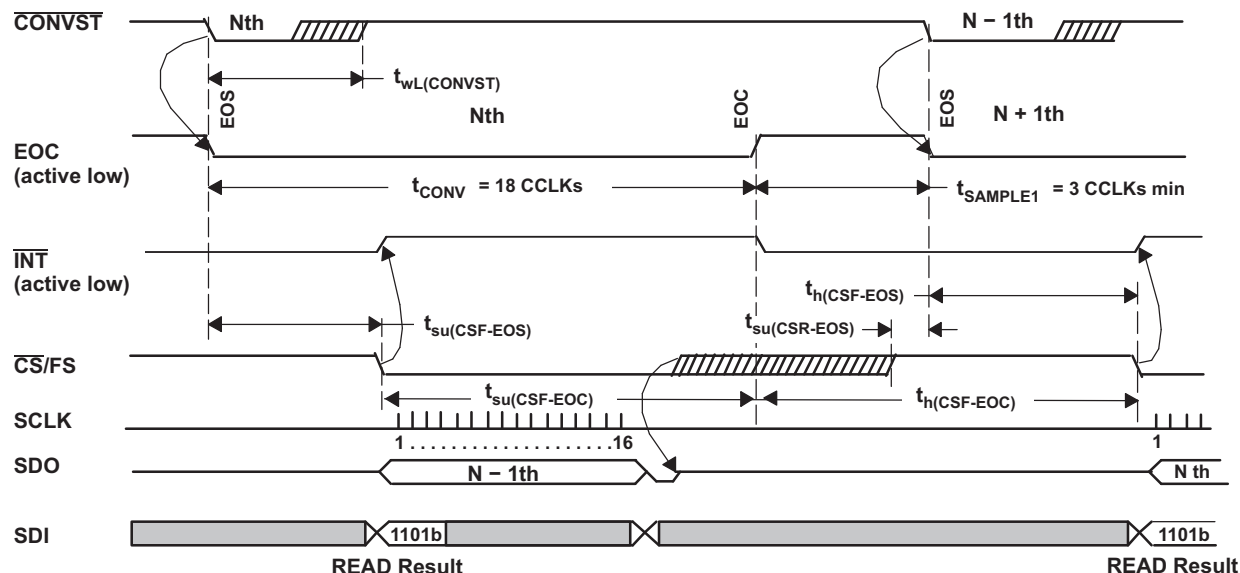 CONVST Nth N − 1th
twL(CONVST)
EOS EOC EOS
Nth N + 1th
EOC
(active low)
tCONV = 18 CCLKs tSAMPLE1 = 3 CCLKs min
INT
(active low)
th(CSF-EOS)
tsu(CSF-EOS) tsu(CSR-EOS)
CS/FS
tsu(CSF-EOC) th(CSF-EOC)
SCLK
1 . . . . . . . . . . . . . . . . . . . . .16 1
SDO N − 1th N th
SDI 1101b 1101b
READ Result READ Result